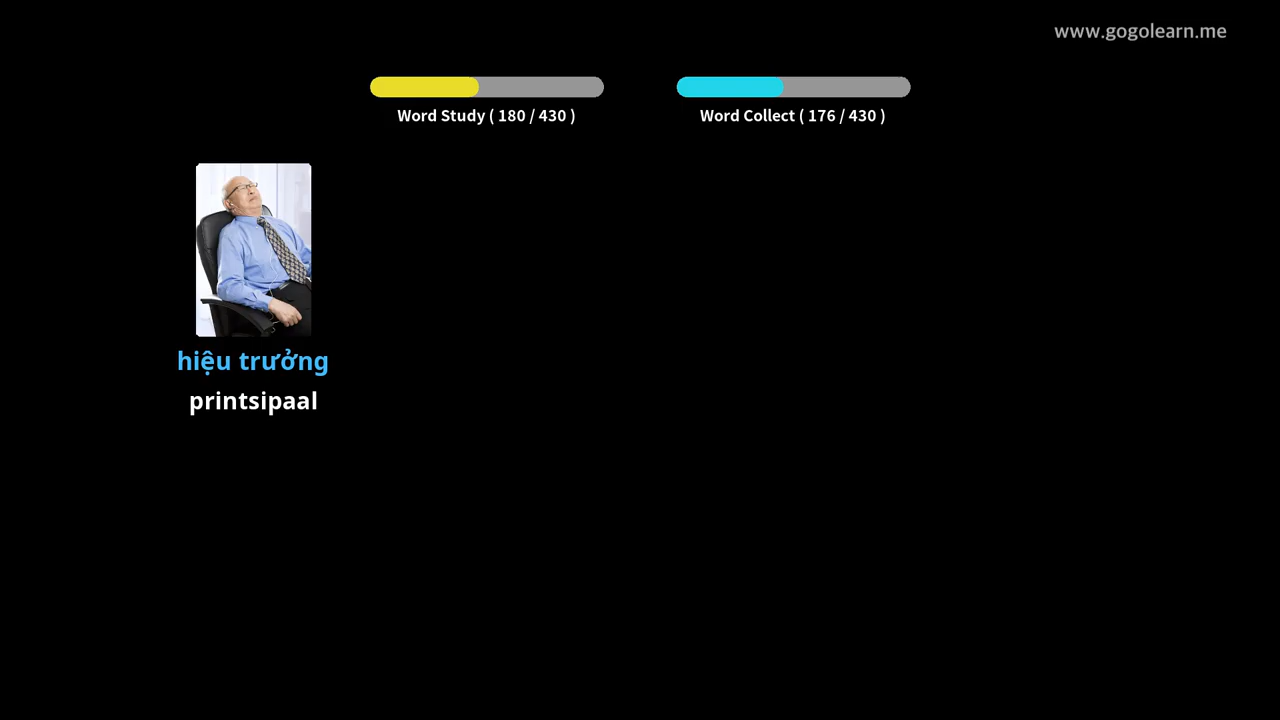 www.gogolearn.me
Word Study ( 180 / 430 )
Word Collect ( 176 / 430 )
hiệu trưởng
printsipaal